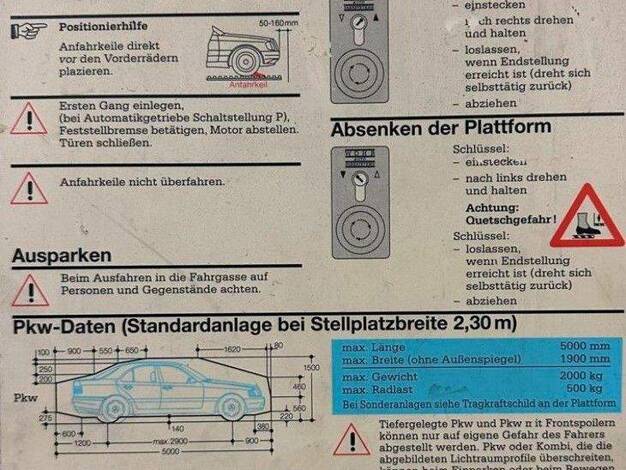 Positionierhilfe
Anfahrkeile direkt
vor den Vorderrädern
plazieren.
50-160mm
Anfahrkeil
Ersten Gang einlegen,
(bei Automatikgetriebe Schaltstellung P),
Feststellbremse betätigen, Motor abstellen.
Türen schließen.
Anfahrkeile nicht überfahren.
Ausparken
Beim Ausfahren in die Fahrgasse auf
Personen und Gegenstände achten.
– einstecken
– rechts drehen
und halten
– loslassen,
wenn Endstellung
erreicht ist (dreht sich
selbsttätig zurück)
– abziehen
Absenken der Plattform
Schlüssel:
– einstecken
– nach links drehen
und halten
Achtung:
Quetschgefahr!
Schlüssel:
– loslassen,
wenn Endstellung
erreicht ist (dreht sich
selbsttätig zurück)
– abziehen
Pkw-Daten (Standardanlage bei Stellplatzbreite 2,30 m)
100 900 550 650 1620 80
250
200
1500
Pkw
460
560
275
220
140
600 900 360
1200 max. 2900
5000
max. Länge 5000 mm
max. Breite (ohne Außenspiegel) 1900 mm
max. Gewicht 2000 kg
max. Radlast 500 kg
Bei Sonderanlagen siehe Tragkraftschild an der Plattform
Tiefergelegte Pkw und Pkw mit Frontspoilern
können nur auf eigene Gefahr des Fahrers
abgestellt werden. Pkw oder Kombi, die die
abgebildeten Lichtraumprofile überschreiten,